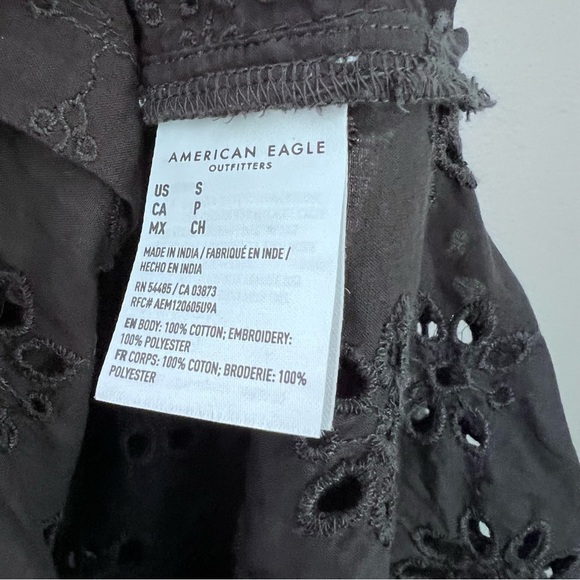 AMERICAN EAGLE
OUTFITTERS
US S
CA P
MX CH
MADE IN INDIA / FABRIQUÉ EN INDE /
HECHO EN INDIA
RN 54485 / CA 03873
RFC# AEM120605U9A
EN BODY: 100% COTTON; EMBROIDERY:
100% POLYESTER
FR CORPS: 100% COTON; BRODERIE: 100%
POLYESTER